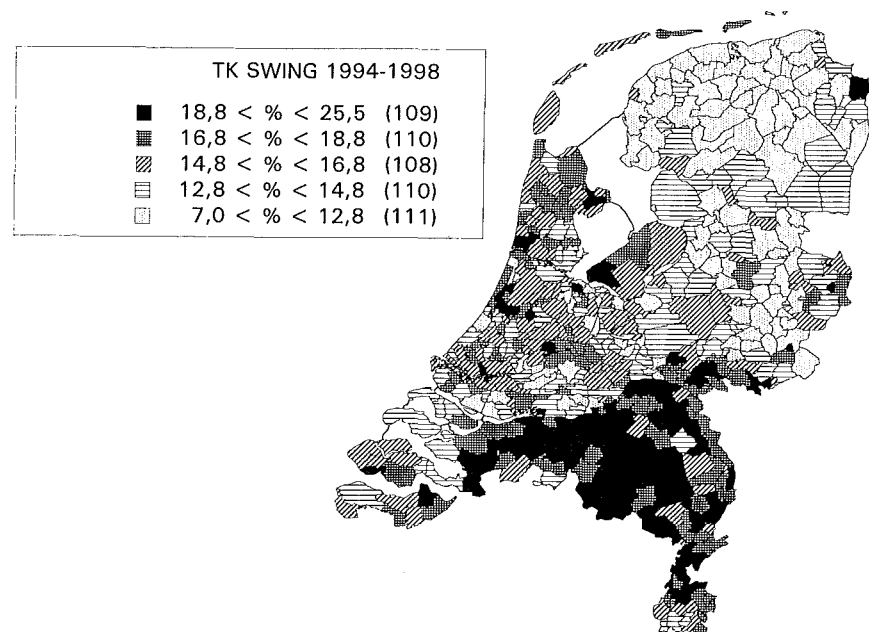 TK SWING 1994-1998
18,8 < % < 25,5 (109)
16,8 < % < 18,8 (110)
14,8 < % < 16,8 (108)
12,8 < % < 14,8 (110)
7,0 < % < 12,8 (111)